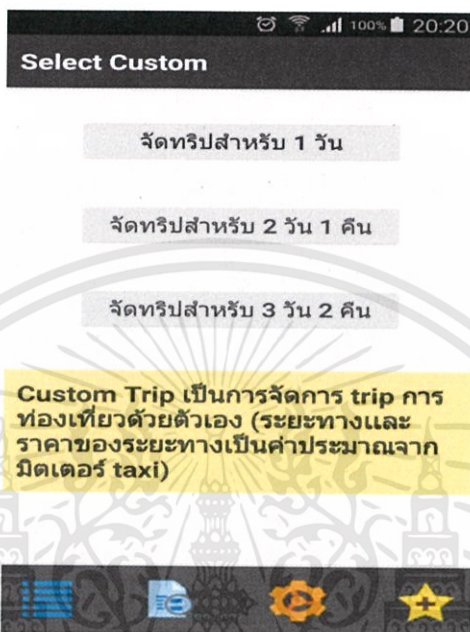 100% 20:20
Select Custom
จัดทริปสำหรับ 1 วัน
จัดทริปสำหรับ 2 วัน 1 คืน
จัดทริปสำหรับ 3 วัน 2 คืน
Custom Trip เป็นการจัดการ trip การ
ท่องเที่ยวด้วยตัวเอง (ระยะทางและ
ราคาของระยะทางเป็นค่าประมาณจาก
มิตเตอร์ taxi)